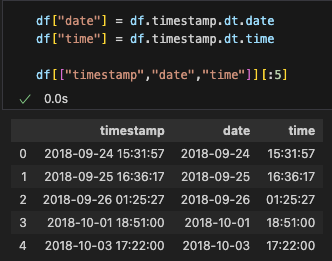 df["date"] = df.timestamp.dt.date
df["time"] = df.timestamp.dt.time
df[["timestamp","date","time"]][:5]
✓ 0.0s
timestamp date time
0 2018-09-24 15:31:57 2018-09-24 15:31:57
1 2018-09-25 16:36:17 2018-09-25 16:36:17
2 2018-09-26 01:25:27 2018-09-26 01:25:27
3 2018-10-01 18:51:00 2018-10-01 18:51:00
4 2018-10-03 17:22:00 2018-10-03 17:22:00